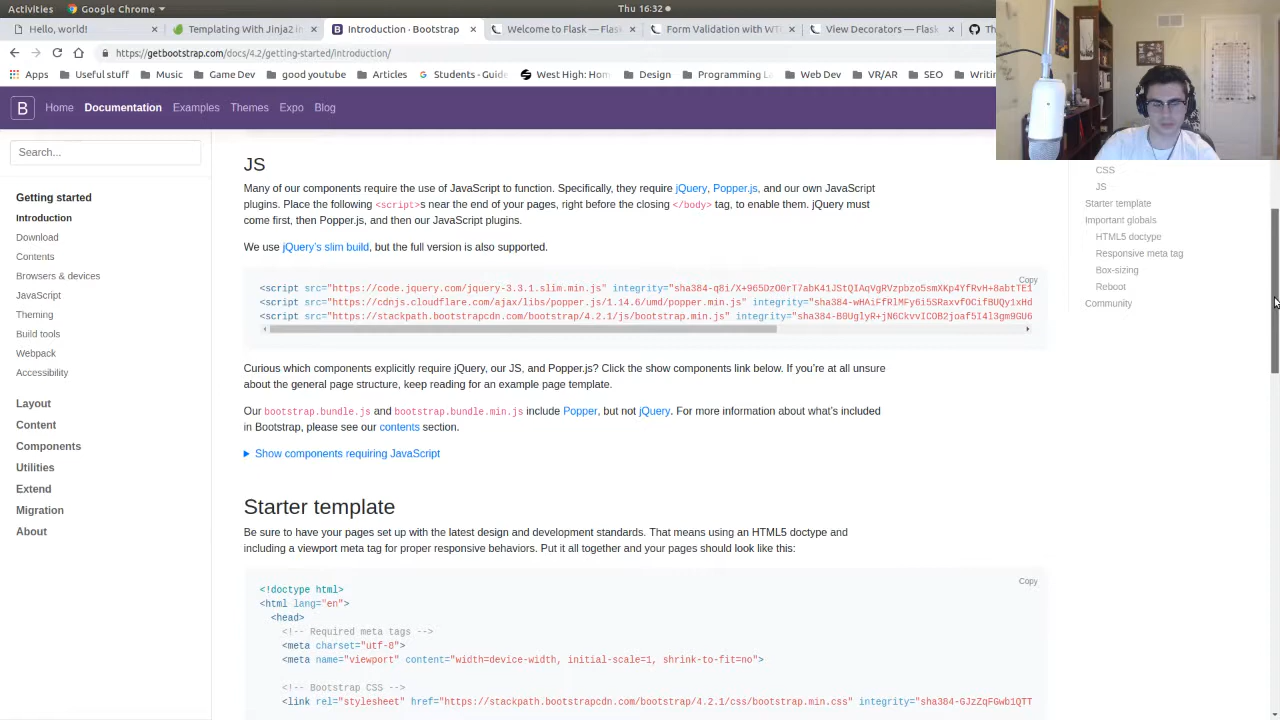 Activities
Google Chrome
Thu 16:32
Hello, world!
Templating With Jinja2 in
Introduction · Bootstrap
Welcome to Flask — Flask
Form Validation with WT
View Decorators — Flask
Th
https://getbootstrap.com/docs/4.2/getting-started/introduction/
Apps
Useful stuff
Music
Game Dev
good youtube
Articles
Students - Guide
West High: Hom
Design
Programming La
Web Dev
VR/AR
SEO
Writin
B
Home
Documentation
Examples
Themes
Expo
Blog
Search...
Getting started
Introduction
Download
Contents
Browsers & devices
JavaScript
Theming
Build tools
Webpack
Accessibility
Layout
Content
Components
Utilities
Extend
Migration
About
JS
Many of our components require the use of JavaScript to function. Specifically, they require jQuery, Popper.js, and our own JavaScript
plugins. Place the following <script>s near the end of your pages, right before the closing </body> tag, to enable them. jQuery must
come first, then Popper.js, and then our JavaScript plugins.
We use jQuery's slim build, but the full version is also supported.
Copy
<script src="https://code.jquery.com/jquery-3.3.1.slim.min.js" integrity="sha384-q8i/X+965DzO0rT7abK41JStQIAqVgRVzpbzo5smXKp4YfRvH+8abtTE1
<script src="https://cdnjs.cloudflare.com/ajax/libs/popper.js/1.14.6/umd/popper.min.js" integrity="sha384-wHAiFfRlMFy6i5SRaxvfOCifBUQy1xHd
<script src="https://stackpath.bootstrapcdn.com/bootstrap/4.2.1/js/bootstrap.min.js" integrity="sha384-B0UglyR+jN6CkvvICOB2joaf5I4l3gm9GU6
Curious which components explicitly require jQuery, our JS, and Popper.js? Click the show components link below. If you're at all unsure
about the general page structure, keep reading for an example page template.
Our bootstrap.bundle.js and bootstrap.bundle.min.js include Popper, but not jQuery. For more information about what's included
in Bootstrap, please see our contents section.
Show components requiring JavaScript
Starter template
Be sure to have your pages set up with the latest design and development standards. That means using an HTML5 doctype and
including a viewport meta tag for proper responsive behaviors. Put it all together and your pages should look like this:
Copy
<!doctype html>
<html lang="en">
<head>
<!-- Required meta tags -->
<meta charset="utf-8">
<meta name="viewport" content="width=device-width, initial-scale=1, shrink-to-fit=no">
<!-- Bootstrap CSS -->
<link rel="stylesheet" href="https://stackpath.bootstrapcdn.com/bootstrap/4.2.1/css/bootstrap.min.css" integrity="sha384-GJzZqFGwb1QTT
CSS
JS
Starter template
Important globals
HTML5 doctype
Responsive meta tag
Box-sizing
Reboot
Community